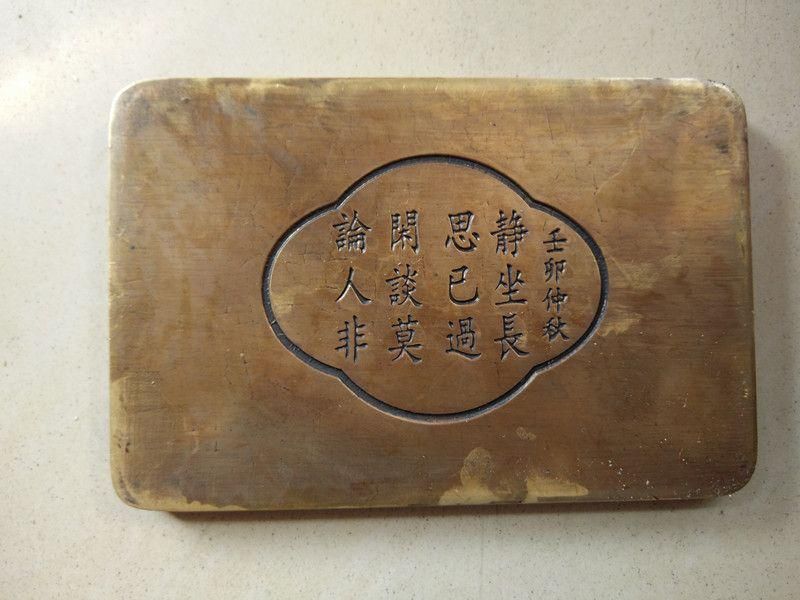 壬卯仲秋
静坐長
思已過
閑談莫
論人非